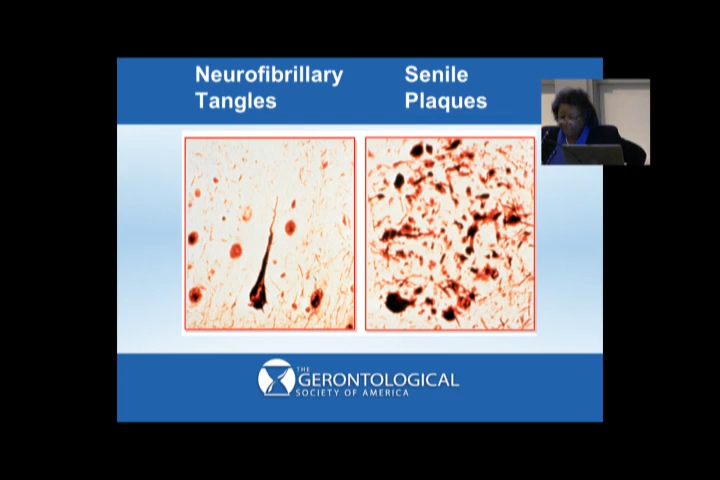 Neurofibrillary
Tangles
Senile
Plaques
THE
GERONTOLOGICAL
SOCIETY OF AMERICA